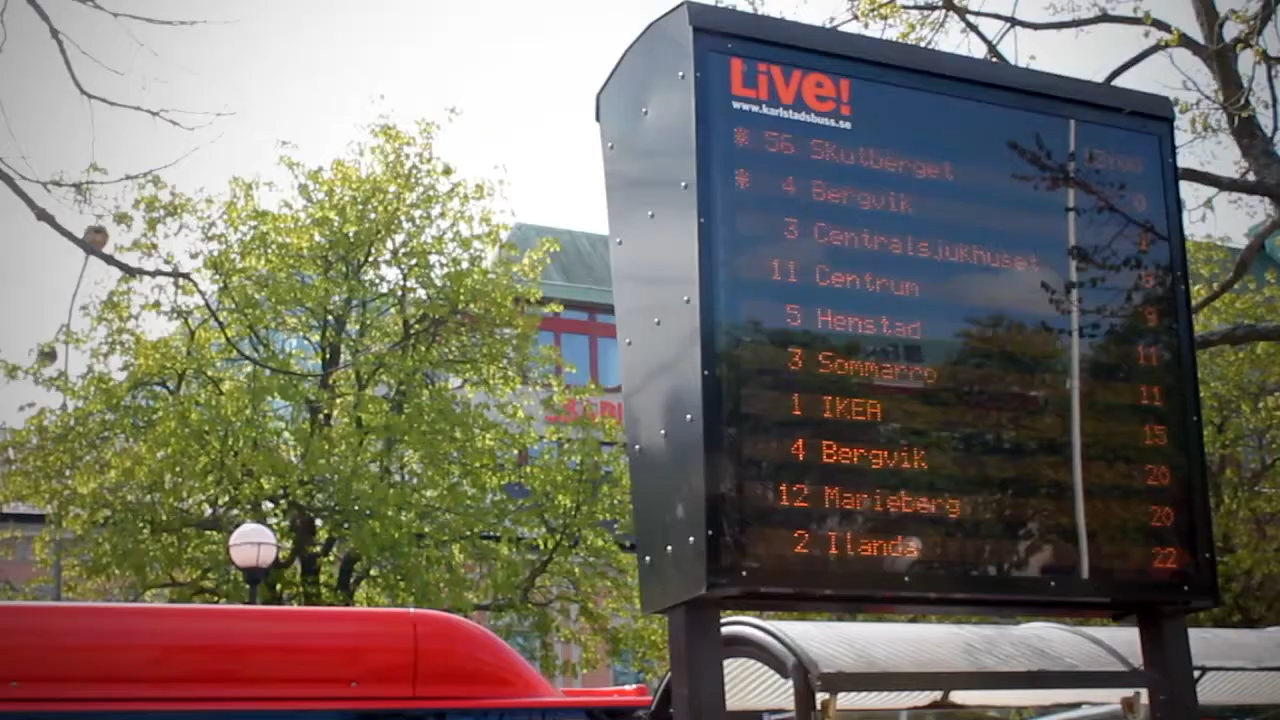 LiVe!
www.karlstadsbuss.se
* 56 Skutberget
* 4 Bergvik 0
3 Centralsjukhuset
11 Centrum 8
5 Henstad 9
3 Sommarro 11
1 IKEA 11
4 Bergvik 15
12 Marieberg 20
2 Ilanda 20
22